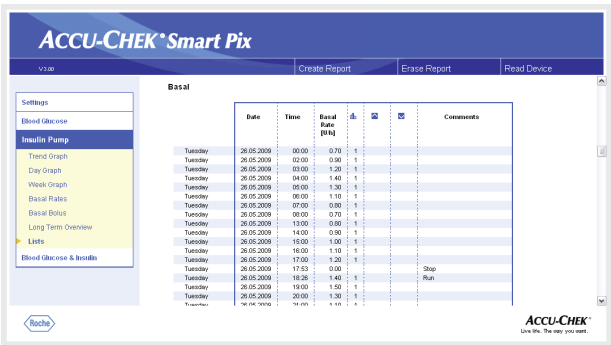 ACCU-CHEK® Smart Pix
V3.00 Create Report Erase Report Read Device
Basal
Settings
Blood Glucose
Insulin Pump
Trend Graph
Day Graph
Week Graph
Basal Rates
Basal Bolus
Long Term Overview
Lists
Blood Glucose & Insulin
Date Time Basal Rate [U/h] Comments
Tuesday 26.05.2009 00:00 0.70 1
Tuesday 26.05.2009 02:00 0.90 1
Tuesday 26.05.2009 03:00 1.20 1
Tuesday 26.05.2009 04:00 1.40 1
Tuesday 26.05.2009 05:00 1.30 1
Tuesday 26.05.2009 06:00 1.10 1
Tuesday 26.05.2009 07:00 0.80 1
Tuesday 26.05.2009 08:00 0.70 1
Tuesday 26.05.2009 13:00 0.80 1
Tuesday 26.05.2009 14:00 0.90 1
Tuesday 26.05.2009 15:00 1.00 1
Tuesday 26.05.2009 16:00 1.10 1
Tuesday 26.05.2009 17:00 1.20 1
Tuesday 26.05.2009 17:53 0.00 Stop
Tuesday 26.05.2009 18:26 1.40 1 Run
Tuesday 26.05.2009 19:00 1.50 1
Tuesday 26.05.2009 20:00 1.30 1
Tuesday 26.05.2009 21:00 1.10 1
Roche
ACCU-CHEK®
Live life. The way you want.